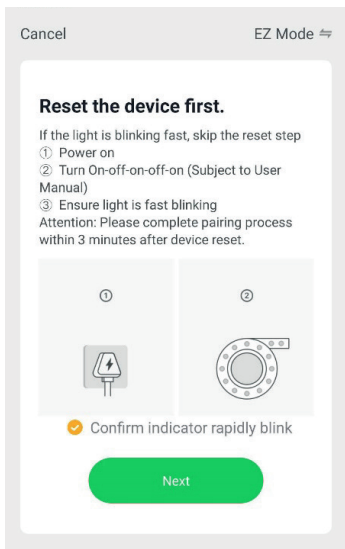 Cancel EZ Mode ⇋
Reset the device first.
If the light is blinking fast, skip the reset step
① Power on
② Turn On-off-on-off-on (Subject to User
Manual)
③ Ensure light is fast blinking
Attention: Please complete pairing process
within 3 minutes after device reset.
① ②
Confirm indicator rapidly blink
Next